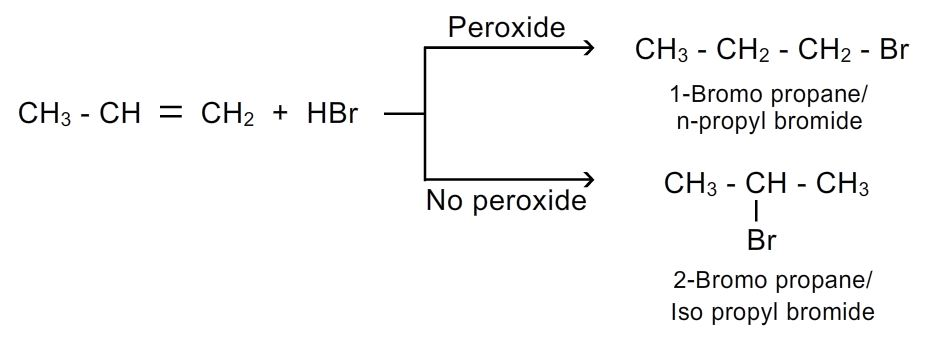 Peroxide
CH₃ - CH₂ - CH₂ - Br
1-Bromo propane/
n-propyl bromide
CH₃ - CH = CH₂ + HBr
No peroxide
CH₃ - CH - CH₃
|
Br
2-Bromo propane/
Iso propyl bromide